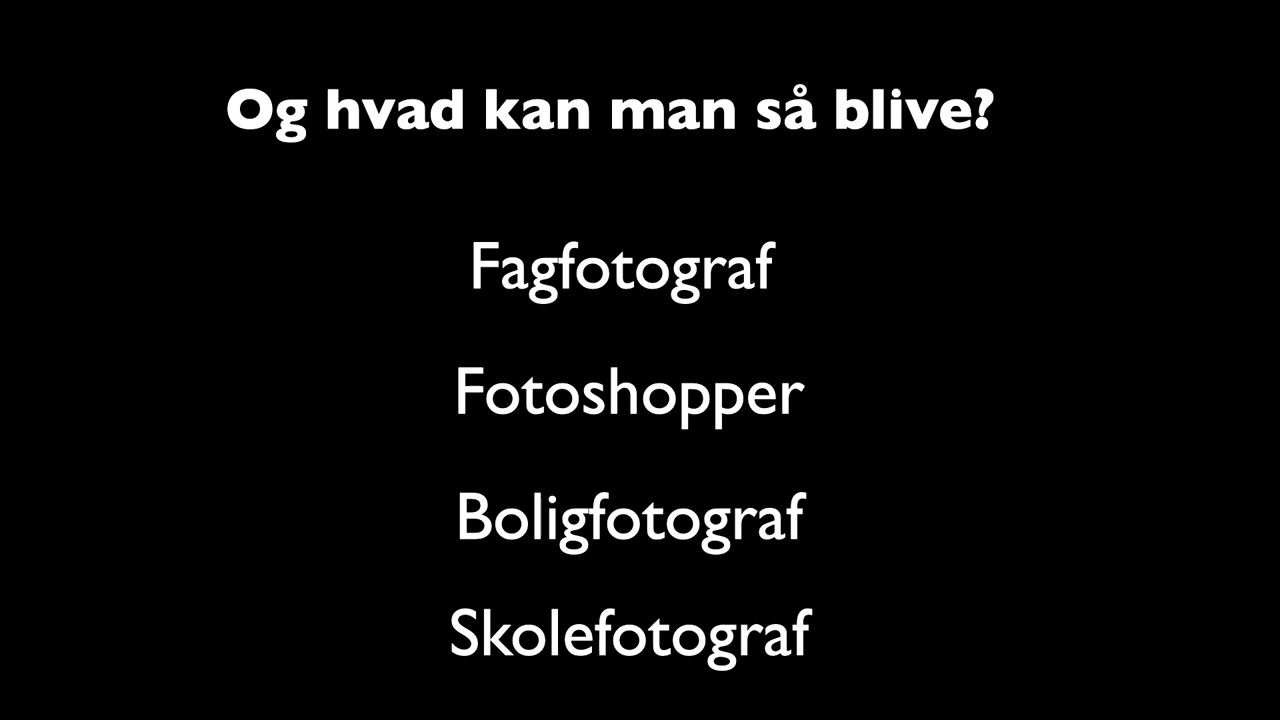 Og hvad kan man så blive?
Fagfotograf
Fotoshopper
Boligfotograf
Skolefotograf